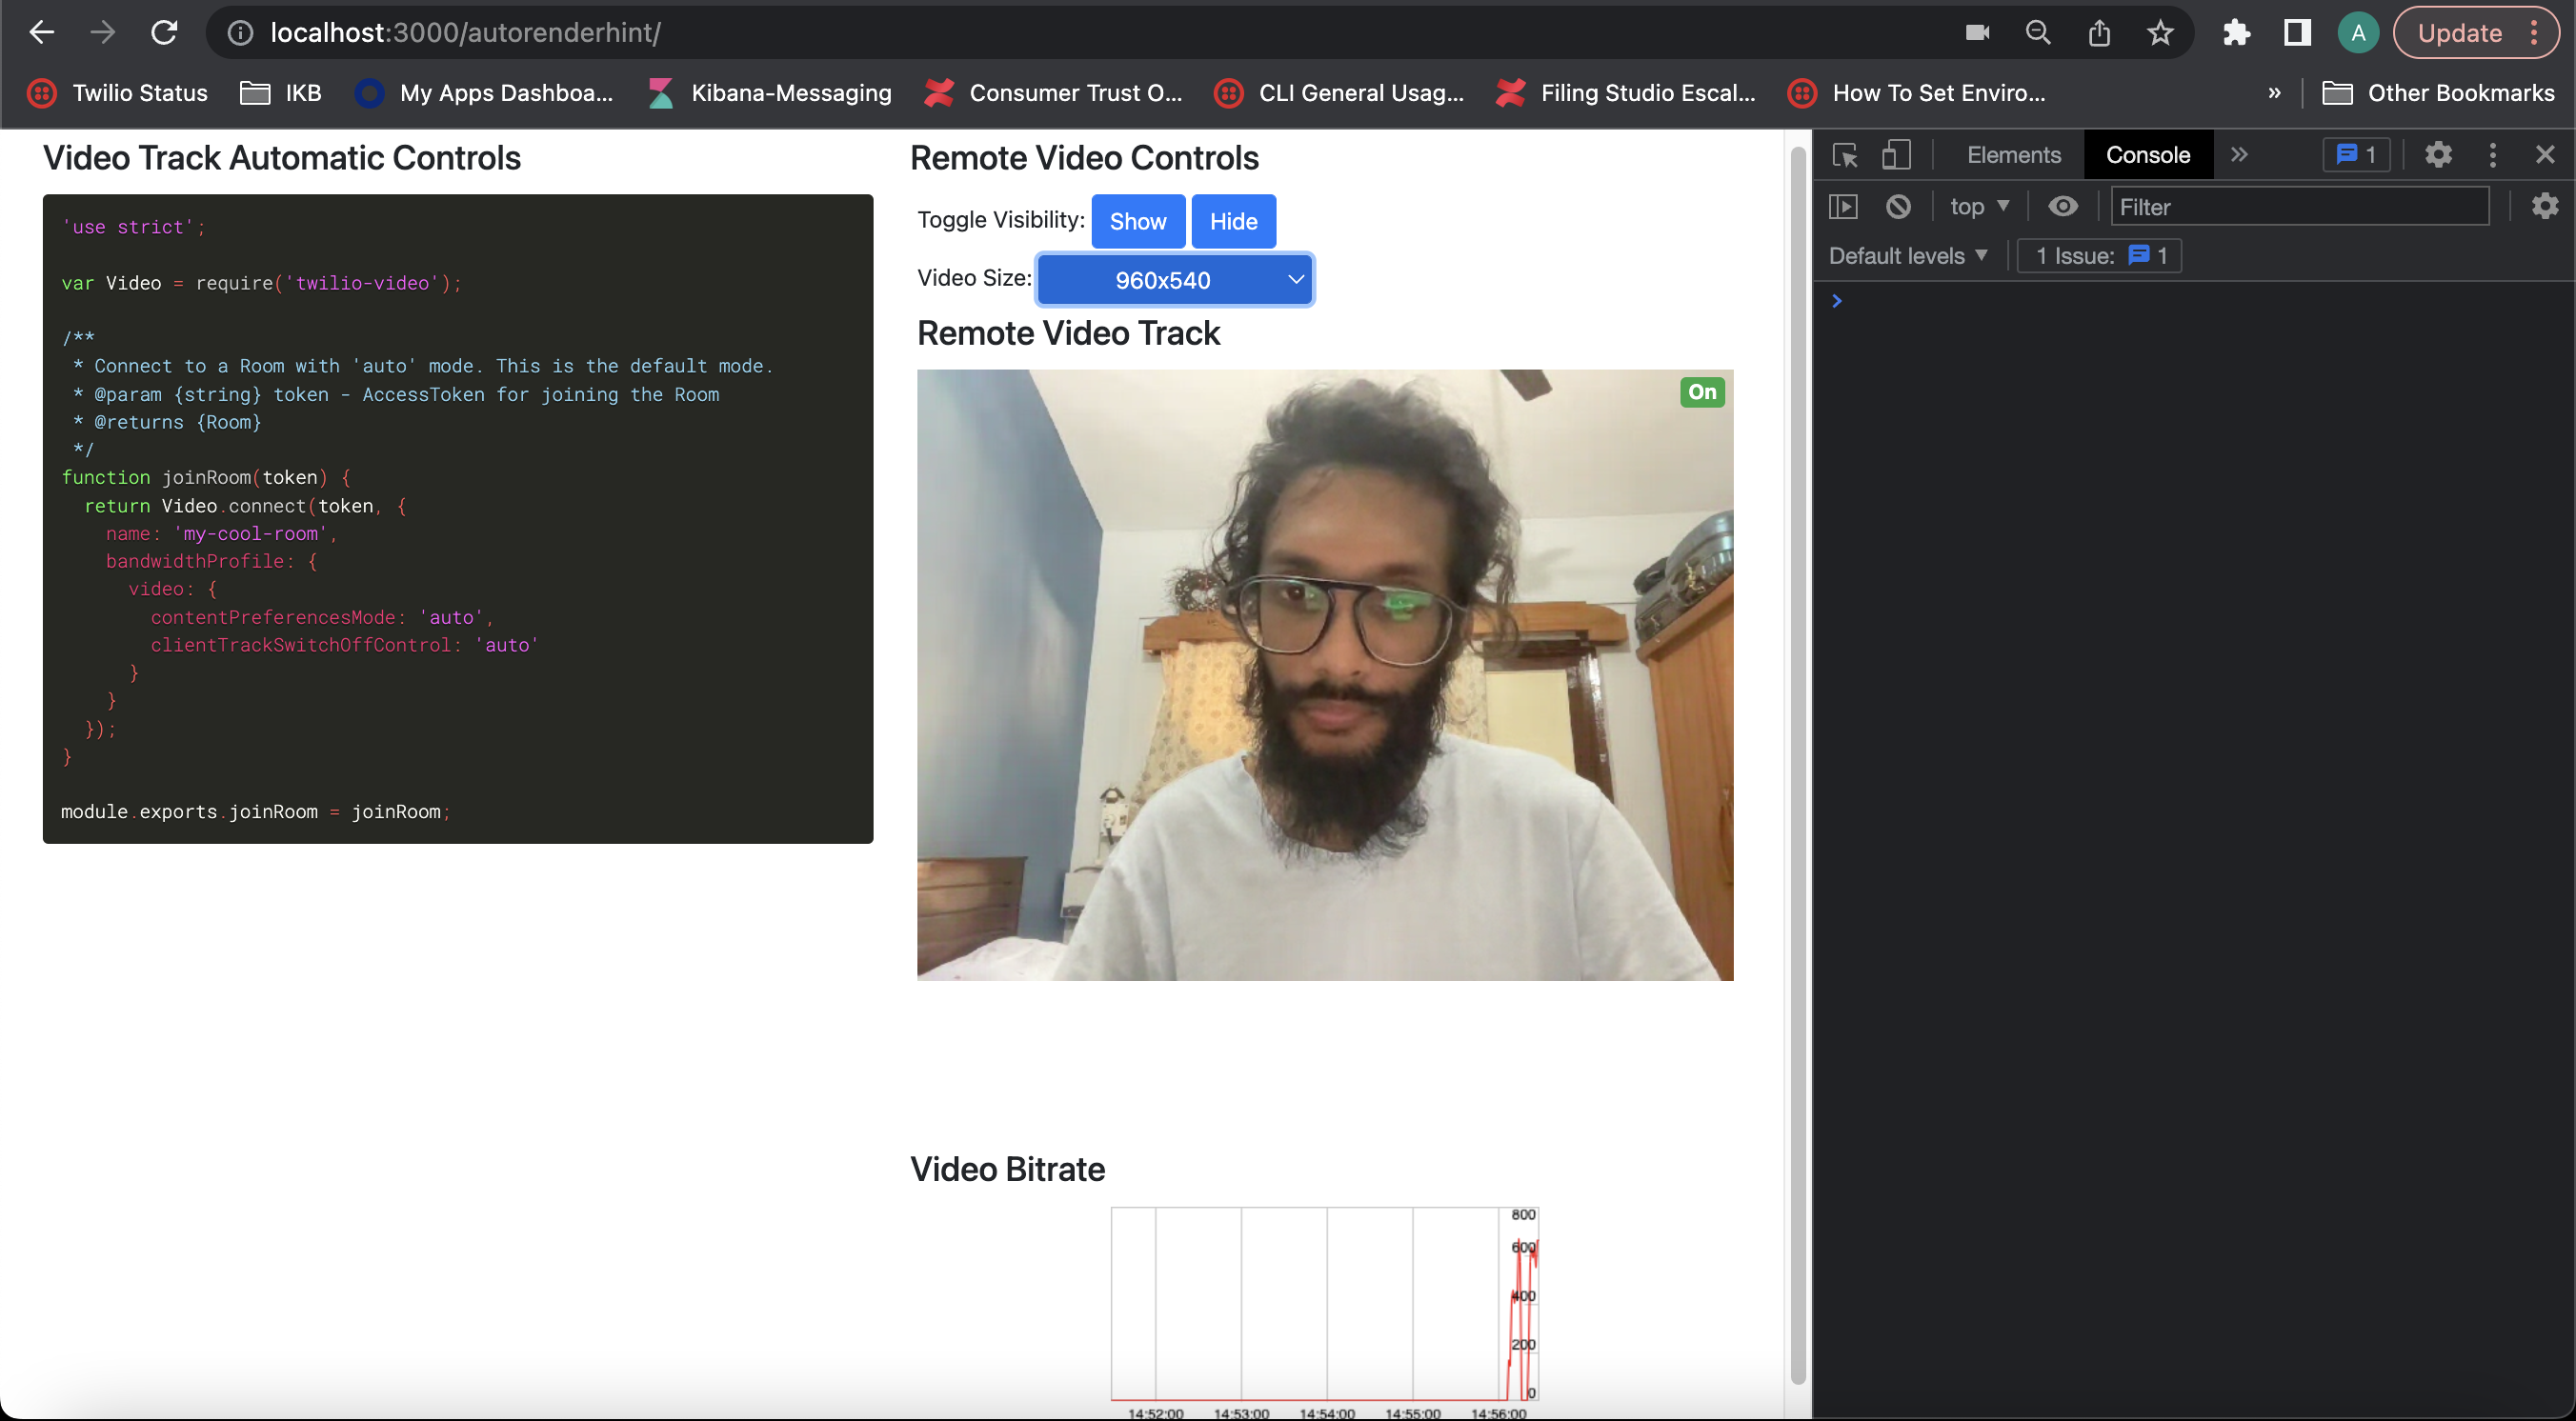 localhost:3000/autorenderhint/
A
Update
Twilio Status
IKB
My Apps Dashboa...
Kibana-Messaging
Consumer Trust O...
CLI General Usag...
Filing Studio Escal...
How To Set Enviro...
»
Other Bookmarks
Video Track Automatic Controls
'use strict';
var Video = require('twilio-video');
/**
 * Connect to a Room with 'auto' mode. This is the default mode.
 * @param {string} token - AccessToken for joining the Room
 * @returns {Room}
 */
function joinRoom(token) {
  return Video.connect(token, {
    name: 'my-cool-room',
    bandwidthProfile: {
      video: {
        contentPreferencesMode: 'auto',
        clientTrackSwitchOffControl: 'auto'
      }
    }
  });
}
module.exports.joinRoom = joinRoom;
Remote Video Controls
Toggle Visibility: Show Hide
Video Size: 960x540
Remote Video Track
On
Video Bitrate
800
600
400
200
0
14:52:00 14:53:00 14:54:00 14:55:00 14:56:00
Elements Console » 1
top Filter
Default levels 1 Issue: 1